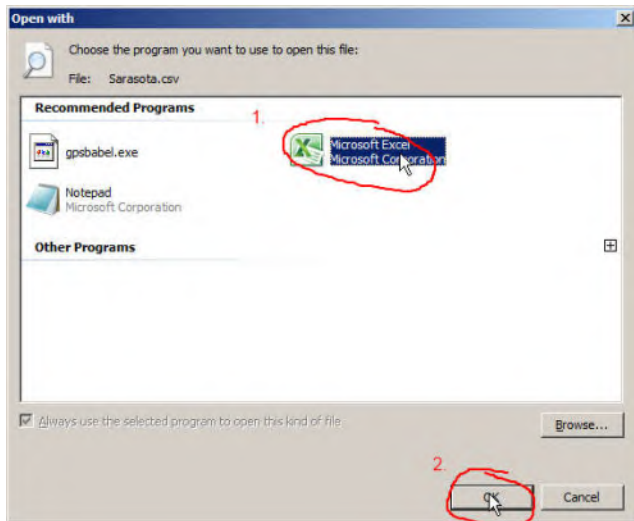 Open with
Choose the program you want to use to open this file:
File: Sarasota.csv
Recommended Programs
1.
gpsbabel.exe
Microsoft Excel
Microsoft Corporation
Notepad
Microsoft Corporation
Other Programs
Always use the selected program to open this kind of file
Browse...
2.
OK
Cancel